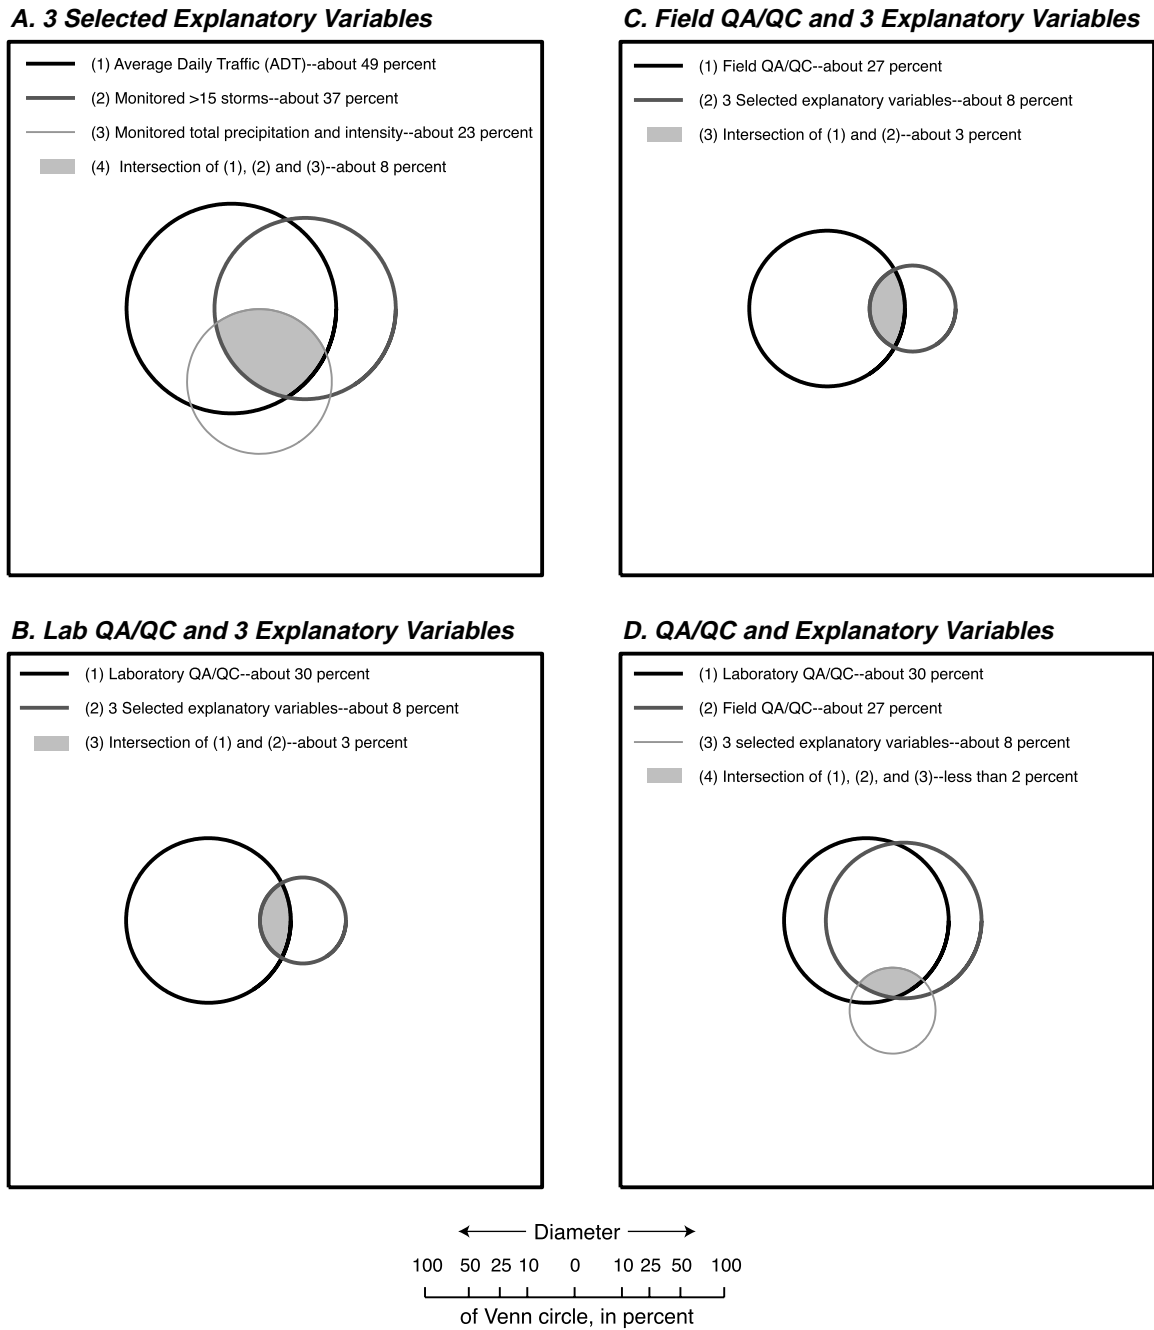 A. 3 Selected Explanatory Variables
(1) Average Daily Traffic (ADT)--about 49 percent
(2) Monitored >15 storms--about 37 percent
(3) Monitored total precipitation and intensity--about 23 percent
(4) Intersection of (1), (2) and (3)--about 8 percent
C. Field QA/QC and 3 Explanatory Variables
(1) Field QA/QC--about 27 percent
(2) 3 Selected explanatory variables--about 8 percent
(3) Intersection of (1) and (2)--about 3 percent
B. Lab QA/QC and 3 Explanatory Variables
(1) Laboratory QA/QC--about 30 percent
(2) 3 Selected explanatory variables--about 8 percent
(3) Intersection of (1) and (2)--about 3 percent
D. QA/QC and Explanatory Variables
(1) Laboratory QA/QC--about 30 percent
(2) Field QA/QC--about 27 percent
(3) 3 selected explanatory variables--about 8 percent
(4) Intersection of (1), (2), and (3)--less than 2 percent
Diameter
100 50 25 10 0 10 25 50 100
of Venn circle, in percent